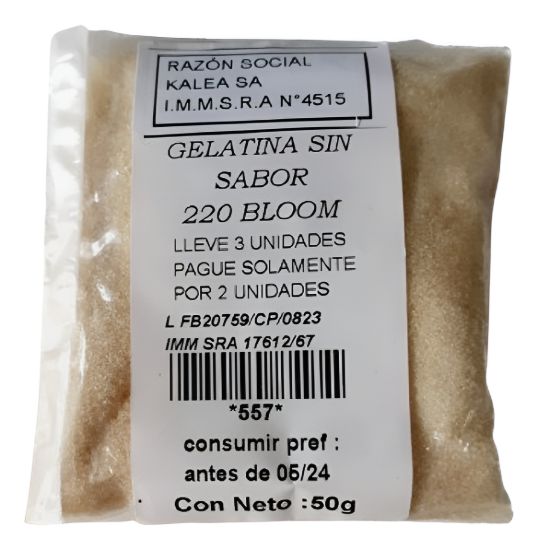 RAZÓN SOCIAL
KALEA SA
I.M.M.S.R.A N°4515
GELATINA SIN
SABOR
220 BLOOM
LLEVE 3 UNIDADES
PAGUE SOLAMENTE
POR 2 UNIDADES
L FB20759/CP/0823
IMM SRA 17612/67
*557*
consumir pref :
antes de 05/24
Con Neto :50g